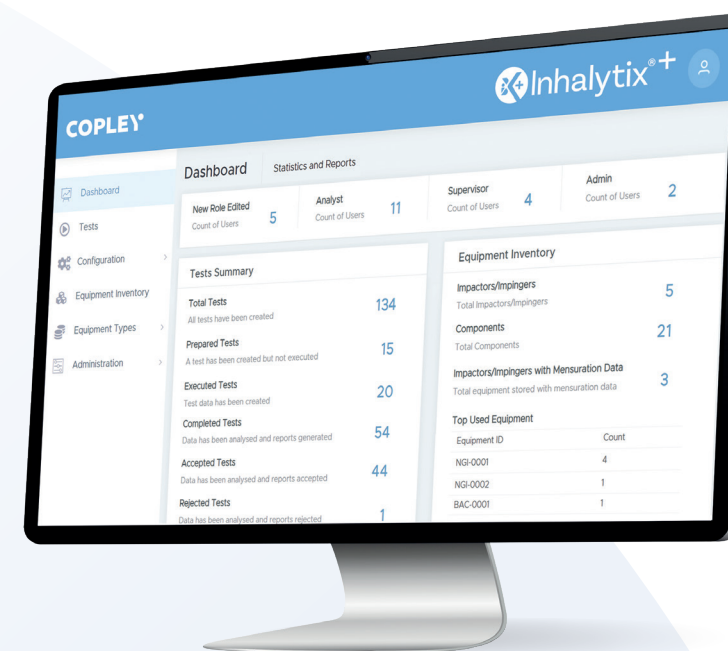 COPLEY
Inhalytix®+
Dashboard
Tests
Configuration
Equipment Inventory
Equipment Types
Administration
Dashboard
Statistics and Reports
New Role Edited
Count of Users
5
Analyst
Count of Users
11
Supervisor
Count of Users
4
Admin
Count of Users
2
Tests Summary
Total Tests
All tests have been created
134
Prepared Tests
A test has been created but not executed
15
Executed Tests
Test data has been created
20
Completed Tests
Data has been analysed and reports generated
54
Accepted Tests
Data has been analysed and reports accepted
44
Rejected Tests
Data has been analysed and reports rejected
1
Equipment Inventory
Impactors/Impingers
Total Impactors/Impingers
5
Components
Total Components
21
Impactors/Impingers with Mensuration Data
Total equipment stored with mensuration data
3
Top Used Equipment
Equipment ID Count
NGI-0001 4
NGI-0002 1
BAC-0001 1